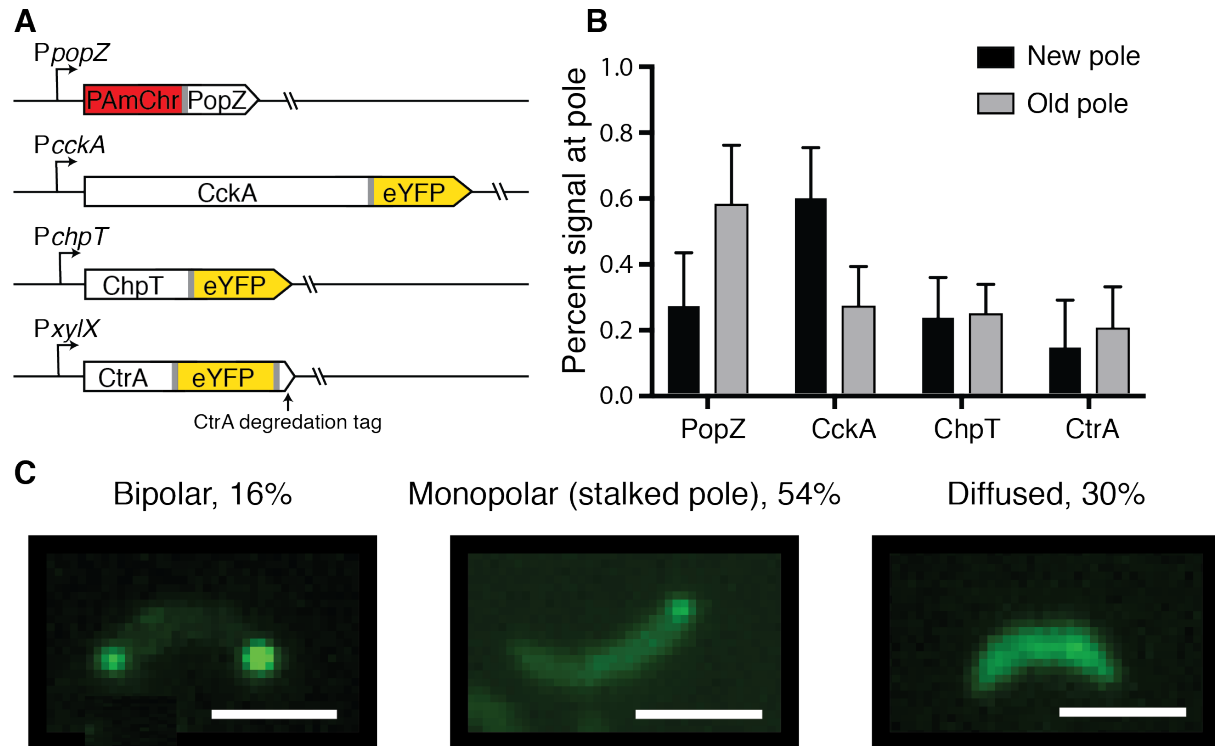 A
PpopZ
PAmChr PopZ
PcckA
CckA eYFP
PchpT
ChpT eYFP
PxylX
CtrA eYFP
CtrA degredation tag
B
New pole
Old pole
Percent signal at pole
1.0
0.8
0.6
0.4
0.2
0.0
PopZ CckA ChpT CtrA
C
Bipolar, 16% Monopolar (stalked pole), 54% Diffused, 30%